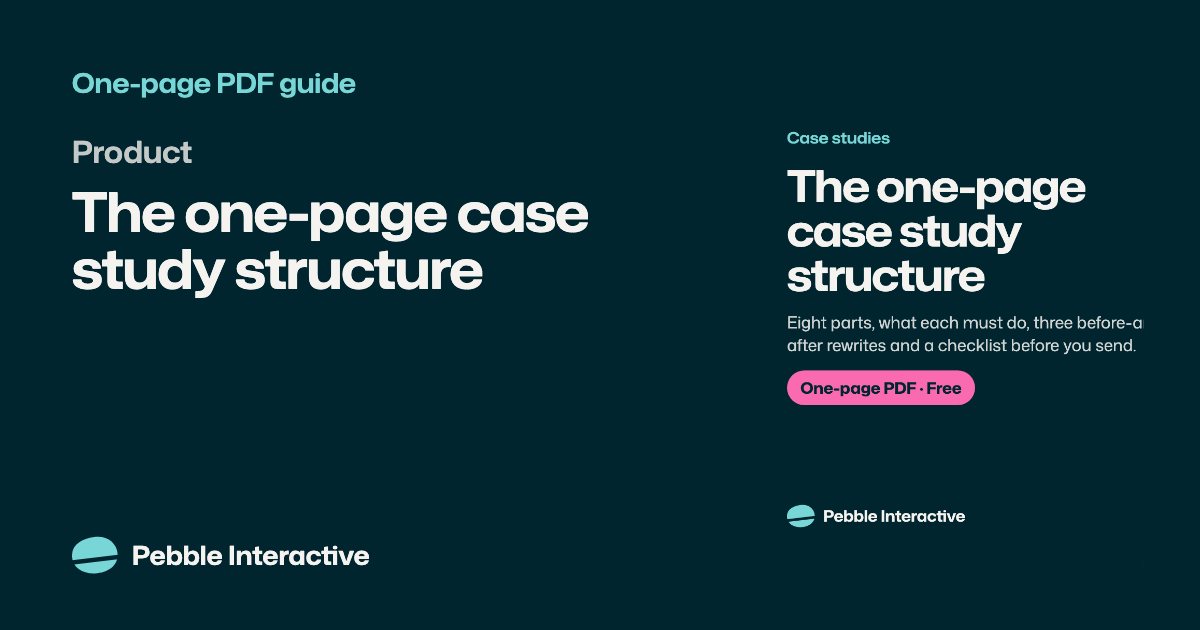 One-page PDF guide
Product
The one-page case
study structure
Pebble Interactive
Case studies
The one-page
case study
structure
Eight parts, what each must do, three before-a
after rewrites and a checklist before you send.
One-page PDF · Free
Pebble Interactive